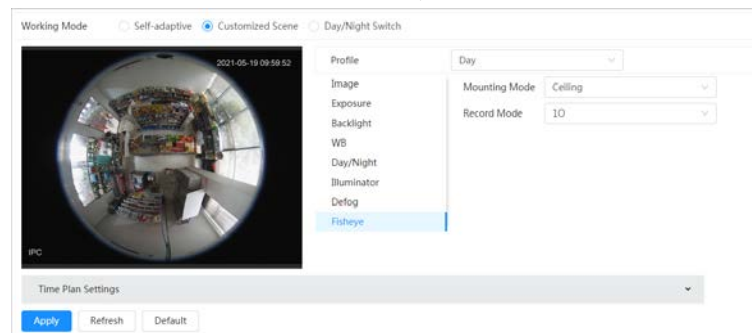 Working Mode Self-adaptive Customized Scene Day/Night Switch
2021-05-19 09:59:52
IPC
Profile Day
Image
Exposure
Backlight
WB
Day/Night
Illuminator
Defog
Fisheye
Mounting Mode Ceiling
Record Mode 1O
Time Plan Settings
Apply Refresh Default